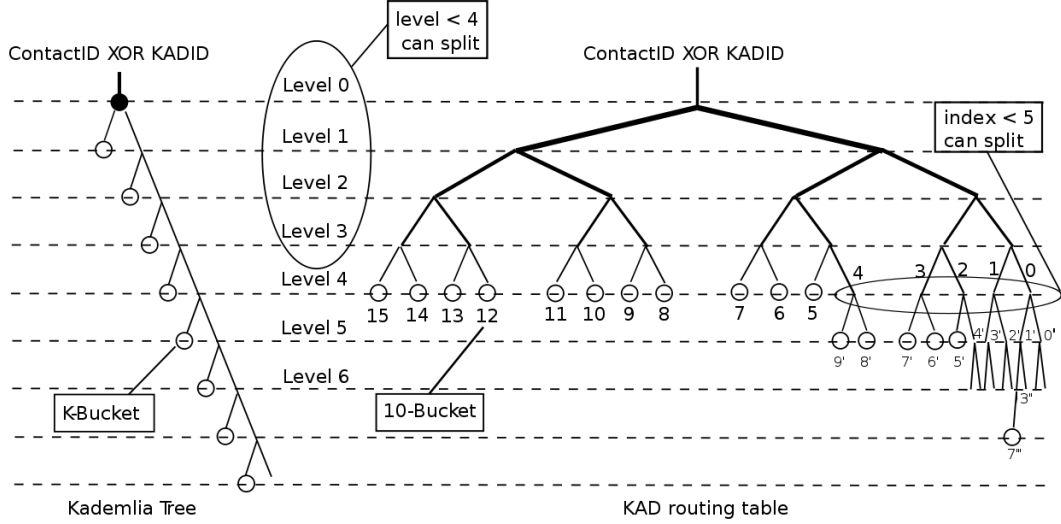 level < 4
can split
ContactID XOR KADID
ContactID XOR KADID
Level 0
index < 5
can split
Level 1
Level 2
Level 3
Level 4
4 3 2 1 0
15 14 13 12 11 10 9 8 7 6 5
Level 5
4' 3' 2' 1' 0'
9' 8' 7' 6' 5'
Level 6
K-Bucket
10-Bucket
3"
7'"
Kademlia Tree
KAD routing table